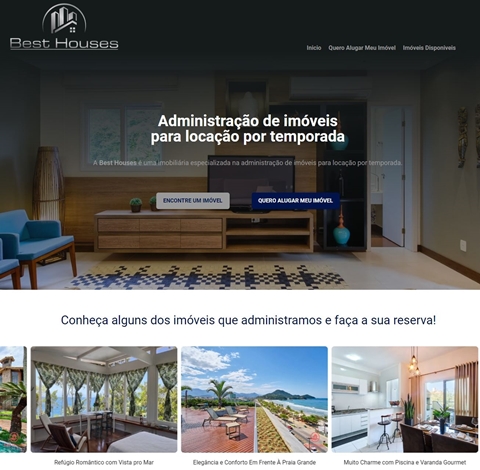 Best Houses
Início
Quero Alugar Meu Imóvel
Imóveis Disponíveis
Administração de imóveis
para locação por temporada
A Best Houses é uma imobiliária especializada na administração de imóveis para locação por temporada.
ENCONTRE UM IMÓVEL
QUERO ALUGAR MEU IMÓVEL
Conheça alguns dos imóveis que administramos e faça a sua reserva!
Refúgio Romântico com Vista pro Mar
Elegância e Conforto Em Frente À Praia Grande
Muito Charme com Piscina e Varanda Gourmet